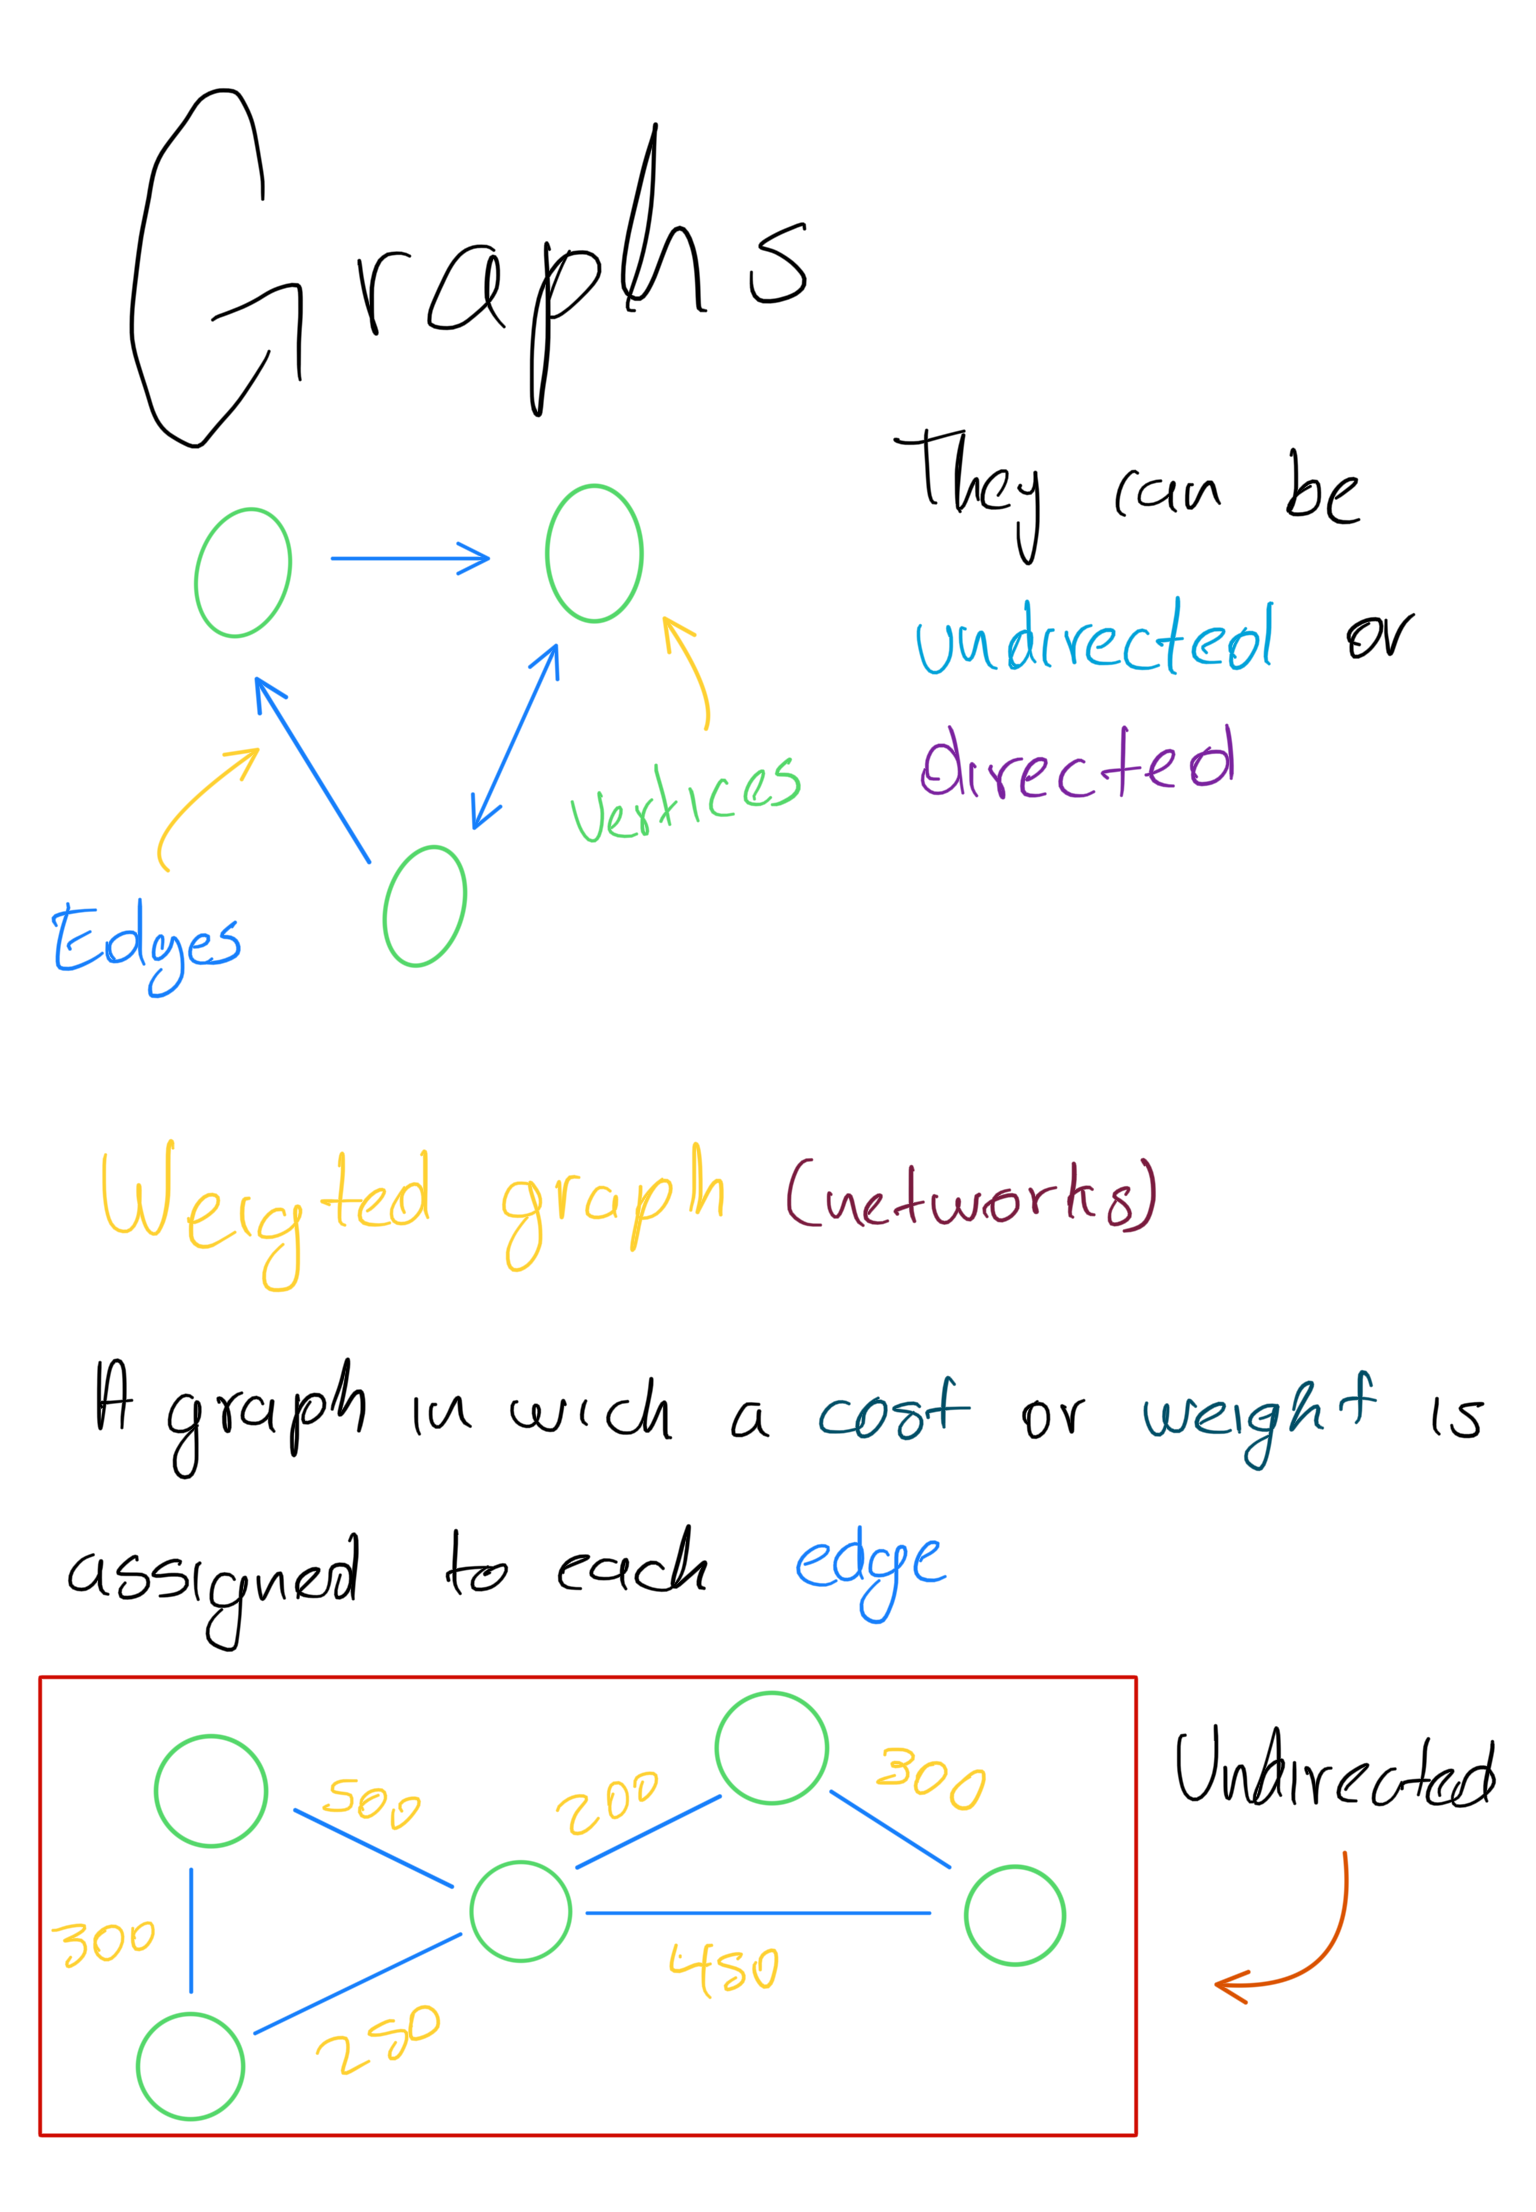 Graphs
They can be
undirected or
directed
vertices
Edges
Weigted graph (networks)
A graph in wich a cost or weight is
assigned to each edge
500
200
300
Undirected
300
450
250